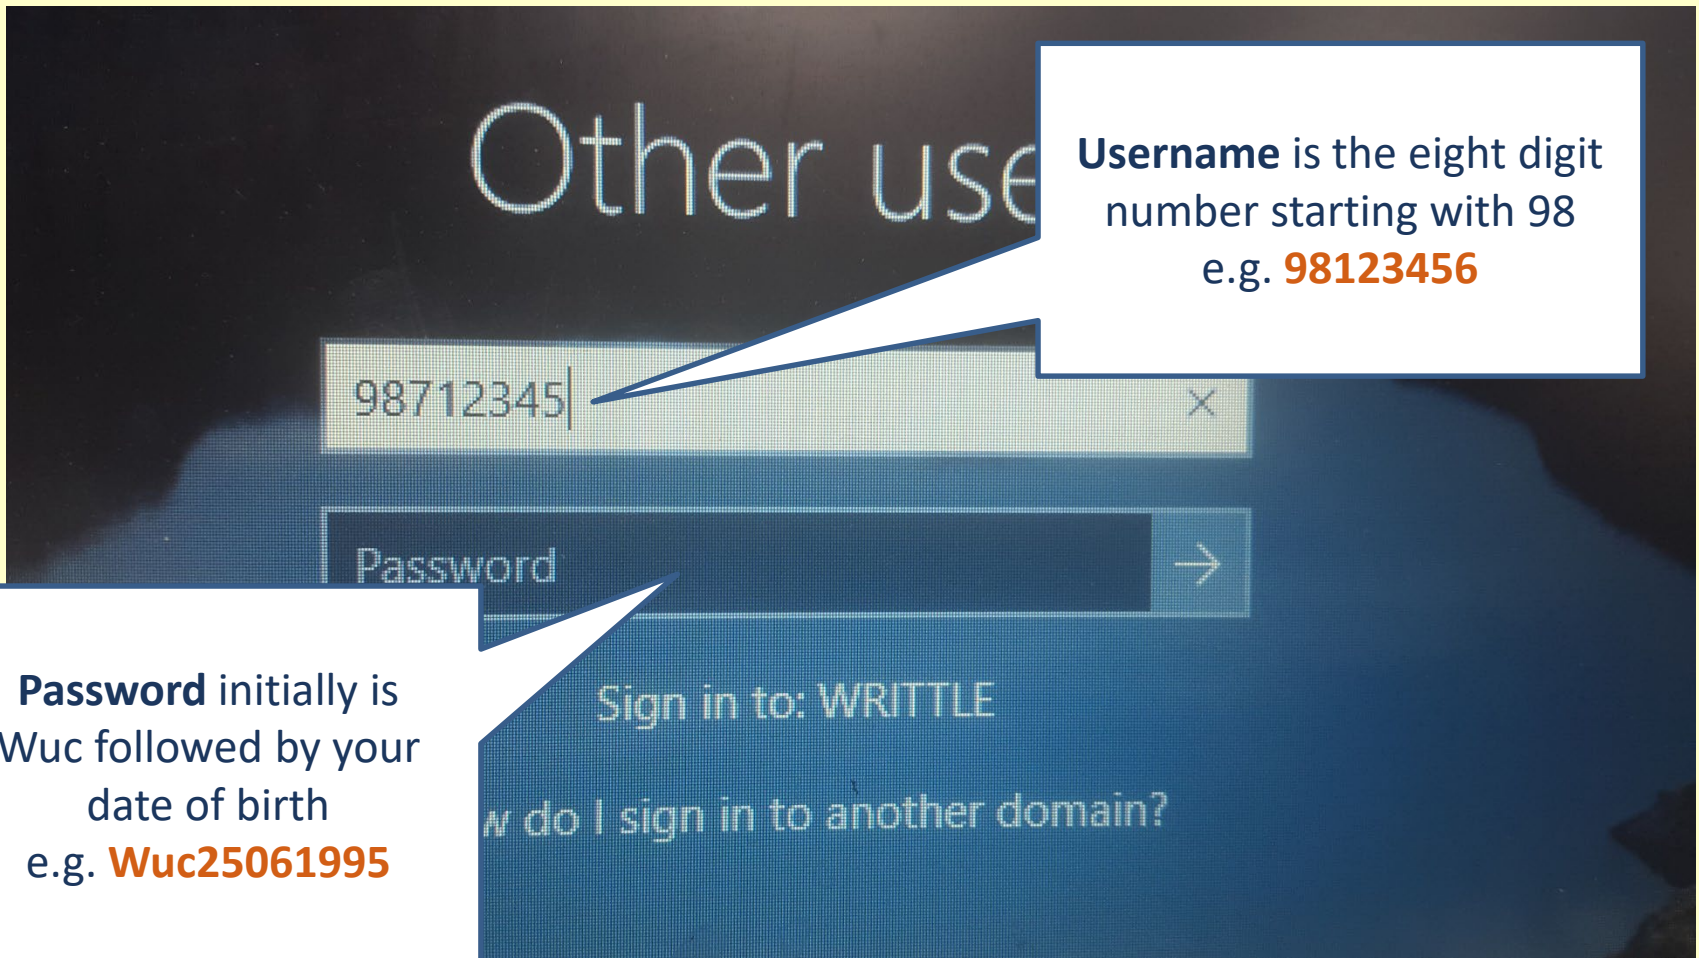 Other use
Username is the eight digit
number starting with 98
e.g. 98123456
98712345
Password
Password initially is
Wuc followed by your
date of birth
e.g. Wuc25061995
Sign in to: WRITTLE
w do I sign in to another domain?